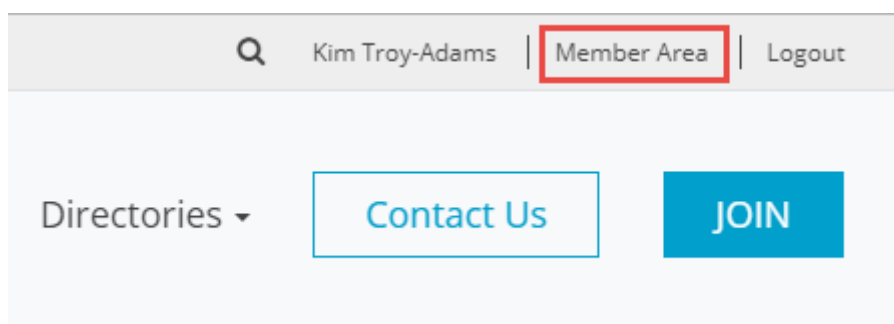 Kim Troy-Adams | Member Area | Logout
Directories Contact Us JOIN